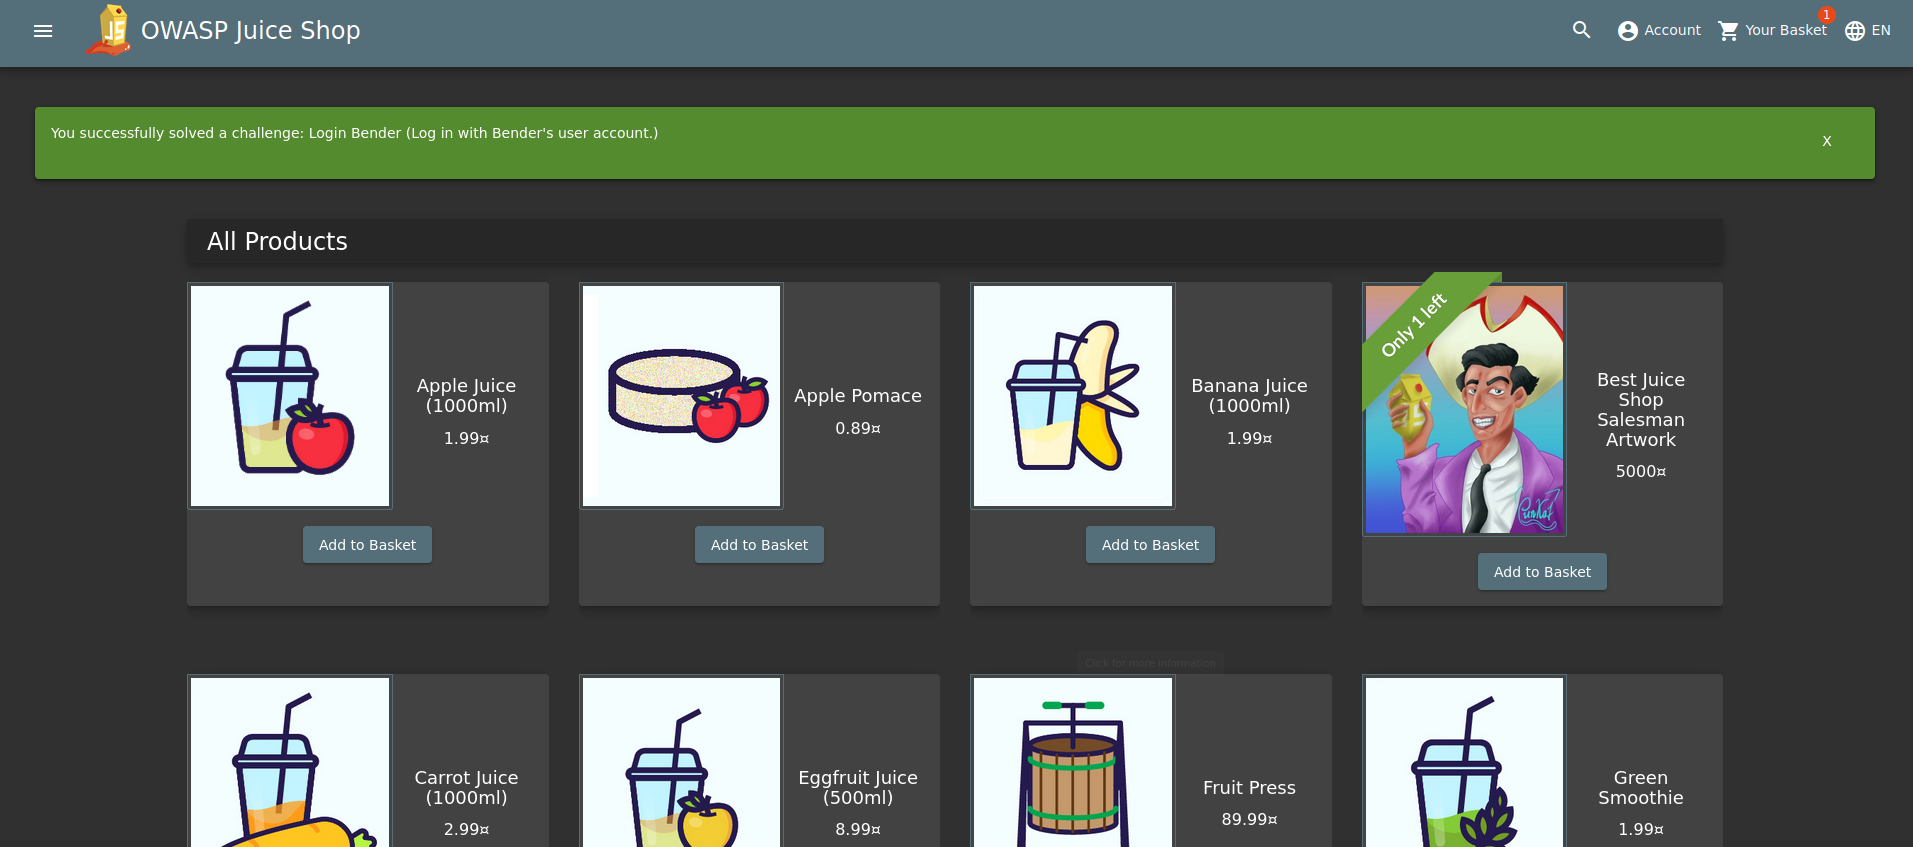 OWASP Juice Shop
Account
Your Basket
1
EN
You successfully solved a challenge: Login Bender (Log in with Bender's user account.)
X
All Products
Apple Juice
(1000ml)
1.99¤
Add to Basket
Apple Pomace
0.89¤
Add to Basket
Banana Juice
(1000ml)
1.99¤
Add to Basket
Only 1 left
Best Juice
Shop
Salesman
Artwork
5000¤
Add to Basket
Click for more information
Carrot Juice
(1000ml)
2.99¤
Eggfruit Juice
(500ml)
8.99¤
Fruit Press
89.99¤
Green
Smoothie
1.99¤